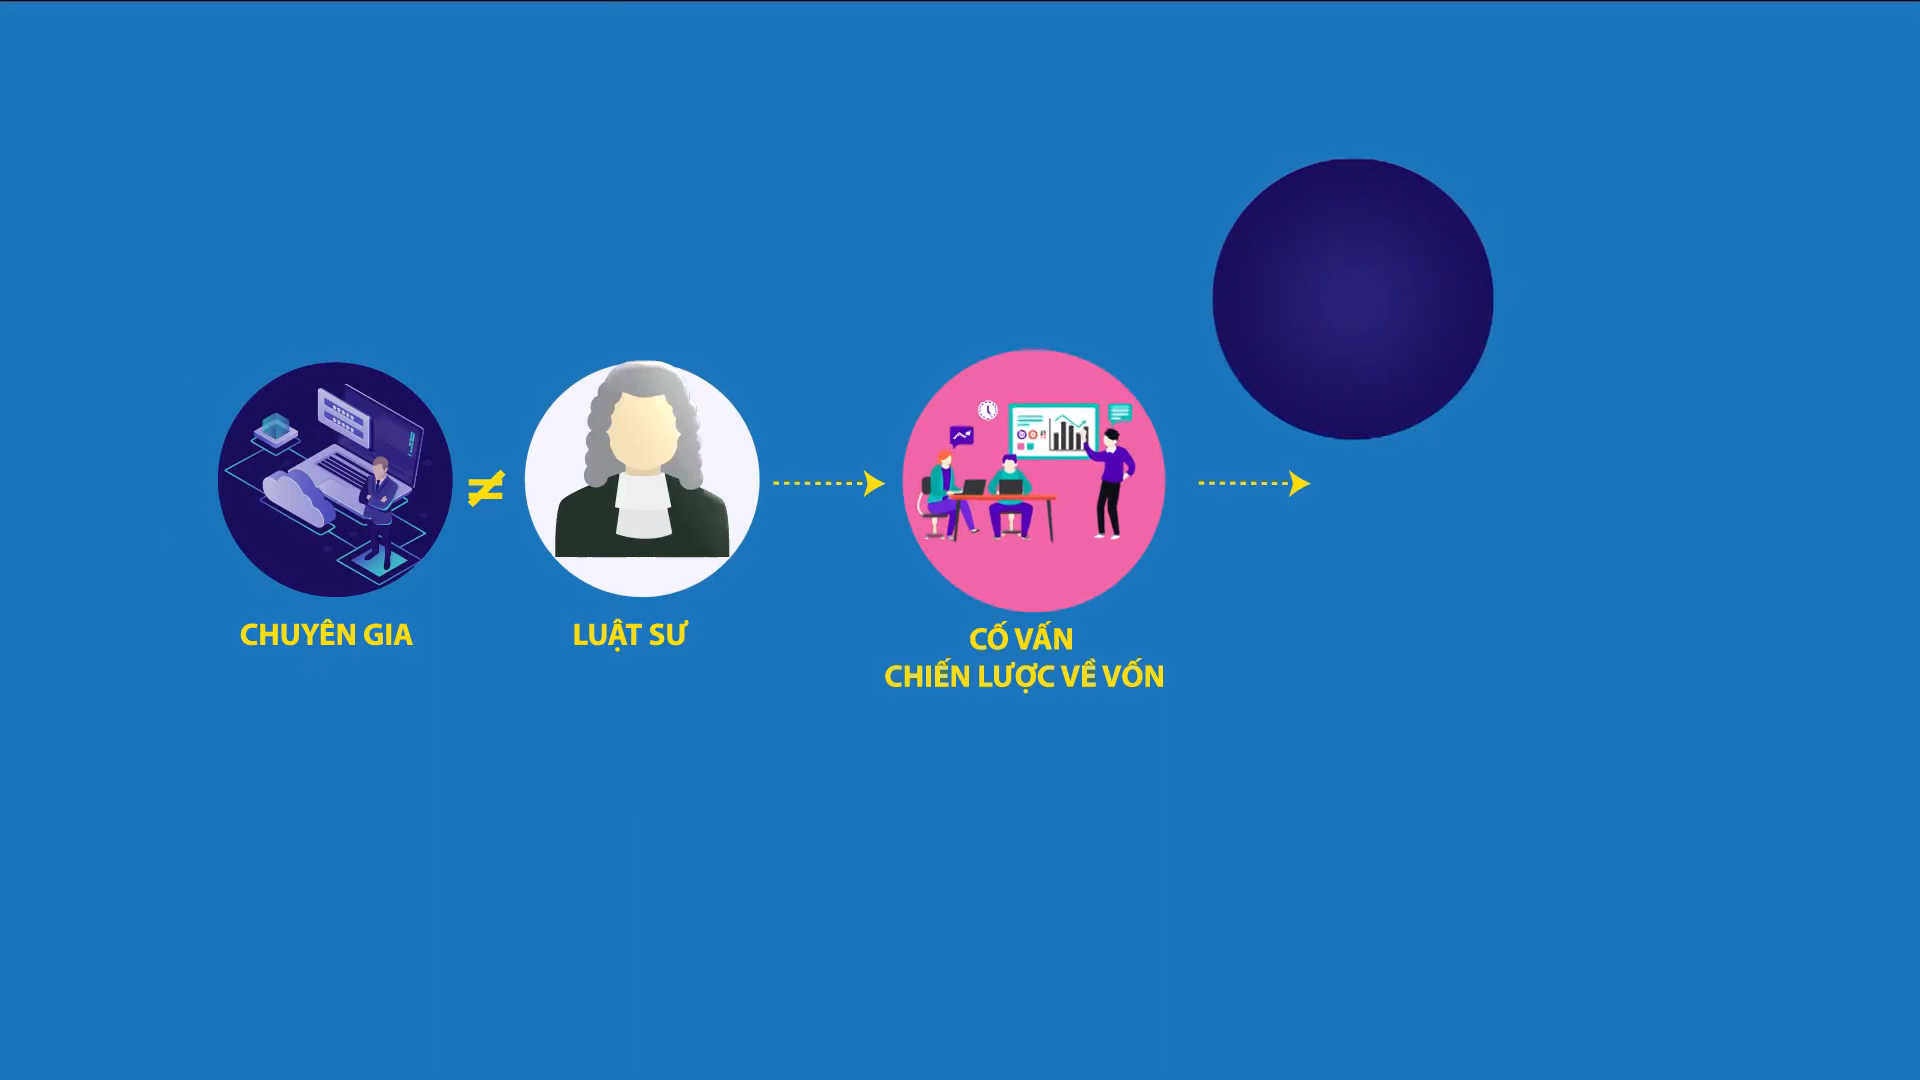 ≠
CHUYÊN GIA
LUẬT SƯ
CỐ VẤN
CHIẾN LƯỢC VỀ VỐN